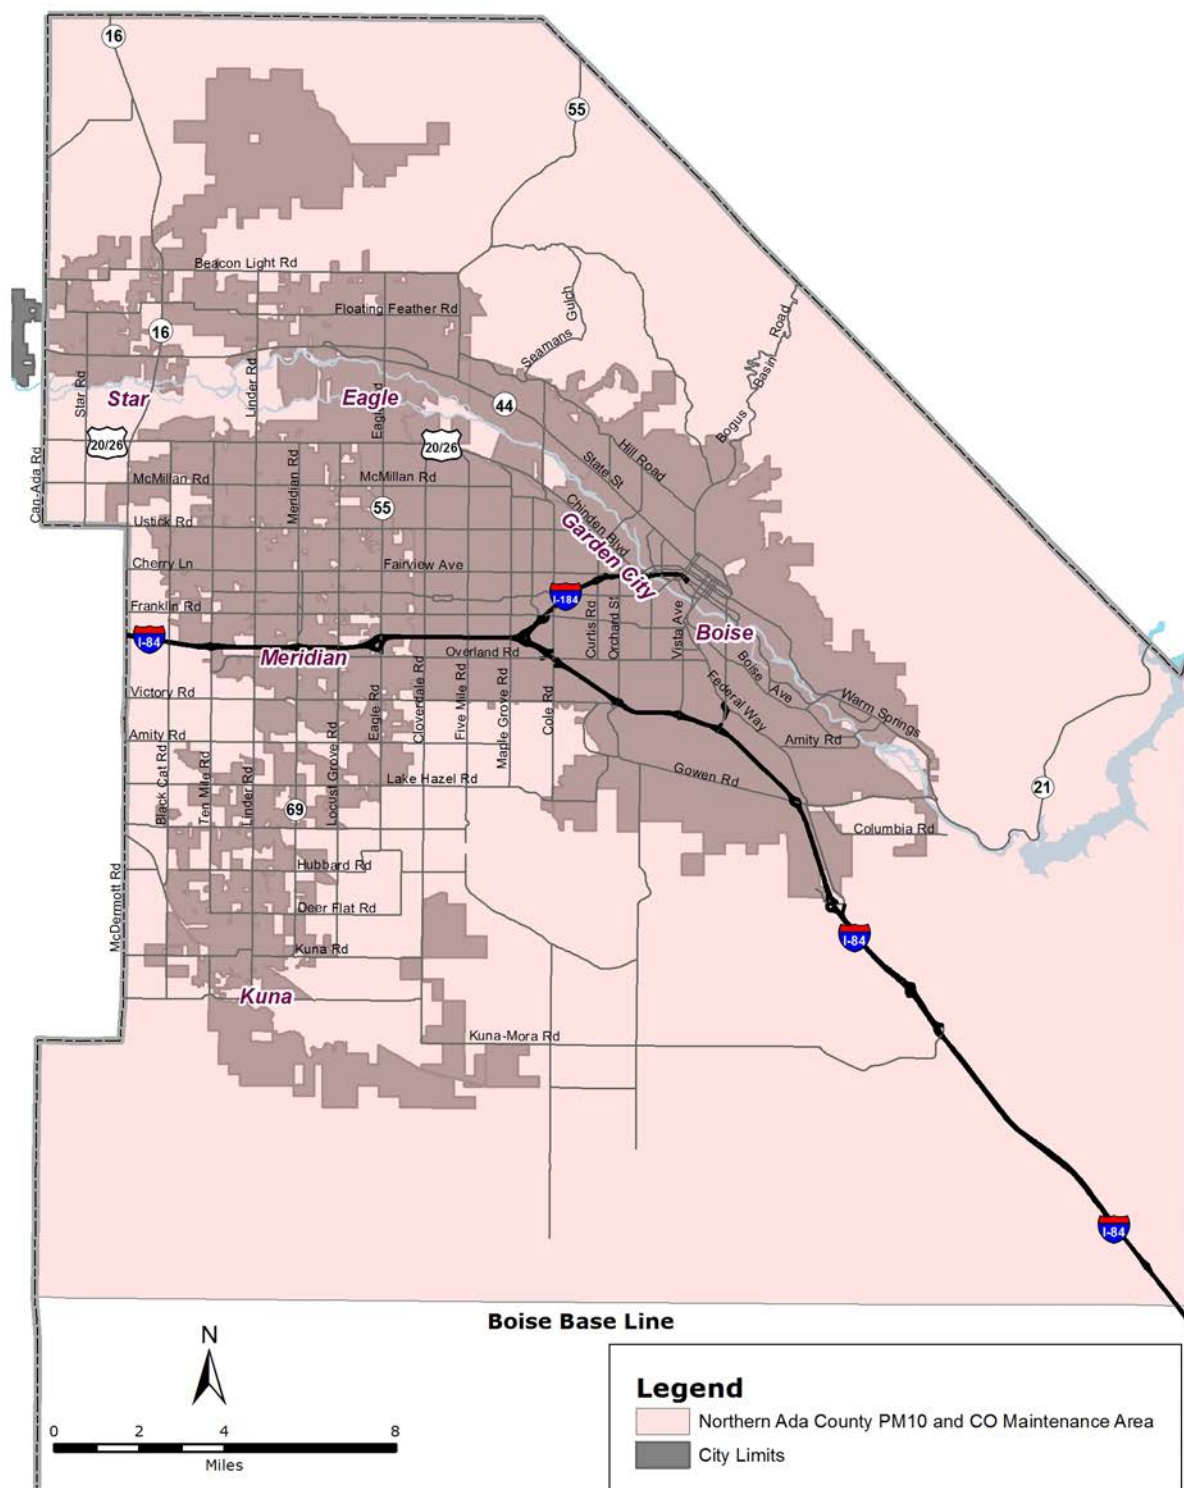 16
55
Beacon Light Rd
Floating Feather Rd
Seamans Gulch
Bogus Basin Road
16
Star Rd
Star
Linder Rd
Eagle
Eagle Rd
44
20/26
20/26
Hill Road
State St
Can-Ada Rd
McMillan Rd
McMillan Rd
Meridian Rd
55
Chinden Blvd
Ustick Rd
Garden City
Cherry Ln
Fairview Ave
I-184
Franklin Rd
Curtis Rd
Orchard St
Vista Ave
Boise
I-84
Meridian
Overland Rd
Boise Ave
Victory Rd
Federal Way
Warm Springs
Amity Rd
Amity Rd
Eagle Rd
Cloverdale Rd
Five Mile Rd
Maple Grove Rd
Cole Rd
Black Cat Rd
Ten Mile Rd
Linder Rd
Locust Grove Rd
Lake Hazel Rd
Gowen Rd
69
21
Columbia Rd
McDermott Rd
Hubbard Rd
Deer Flat Rd
Kuna Rd
I-84
Kuna
Kuna-Mora Rd
I-84
Boise Base Line
N
0 2 4 8
Miles
Legend
Northern Ada County PM10 and CO Maintenance Area
City Limits